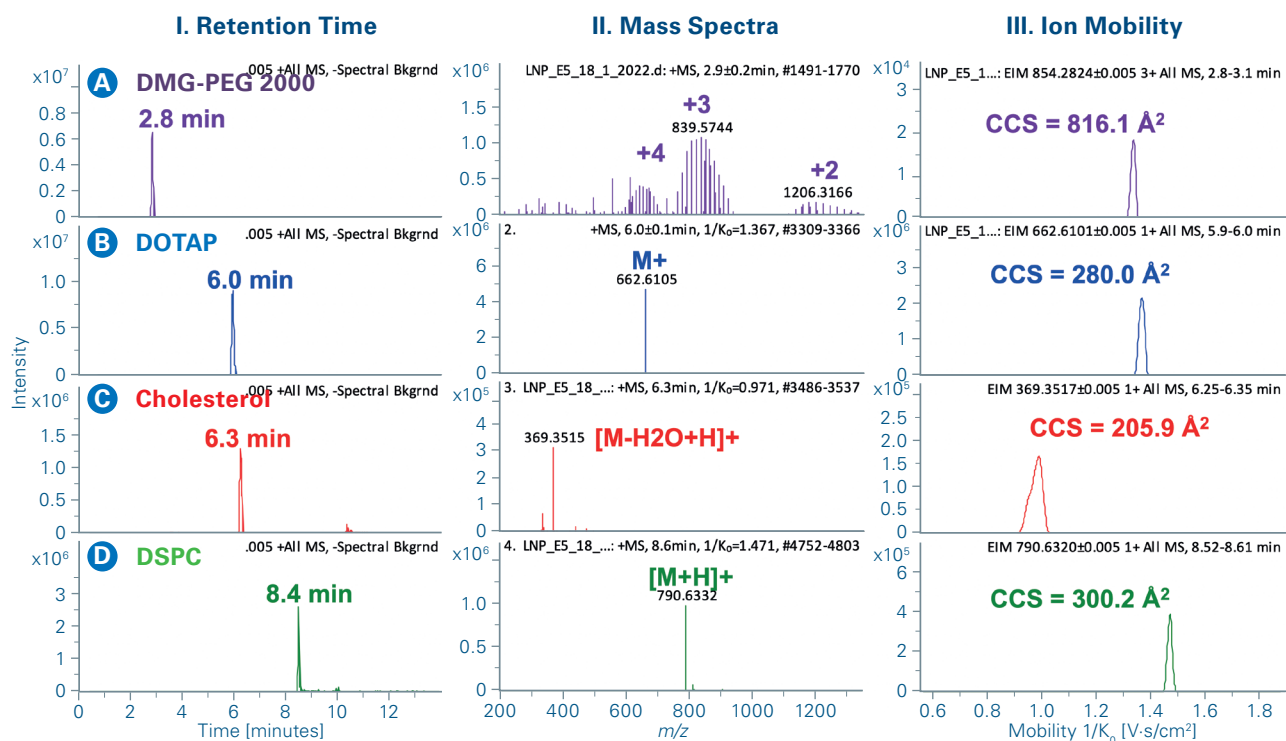 I. Retention Time
II. Mass Spectra
III. Ion Mobility
Intensity
A DMG-PEG 2000
.005 +All MS, -Spectral Bkgrnd
x10⁷
2.8 min
0.8
0.6
0.4
0.2
0
x10⁶
LNP_E5_18_1_2022.d: +MS, 2.9±0.2min, #1491-1770
+3
839.5744
+4
+2
1206.3166
1.5
1.0
0.5
0
x10⁴
LNP_E5_1...: EIM 854.2824±0.005 3+ All MS, 2.8-3.1 min
CCS = 816.1 Å²
3
2
1
0
B DOTAP
.005 +All MS, -Spectral Bkgrnd
x10⁷
6.0 min
1.0
0.5
0
x10⁶
2. +MS, 6.0±0.1min, 1/K₀=1.367, #3309-3366
M+
662.6105
6
4
2
0
x10⁶
LNP_E5_1...: EIM 662.6101±0.005 1+ All MS, 5.9-6.0 min
CCS = 280.0 Å²
3
2
1
0
C Cholesterol
.005 +All MS, -Spectral Bkgrnd
x10⁶
6.3 min
1.5
1.0
0.5
0
x10⁵
3. LNP_E5_18_...: +MS, 6.3min, 1/K₀=0.971, #3486-3537
369.3515
[M-H2O+H]+
4
3
2
1
0
x10⁵
EIM 369.3517±0.005 1+ All MS, 6.25-6.35 min
CCS = 205.9 Å²
2.5
2.0
1.5
1.0
0.5
0
D DSPC
.005 +All MS, -Spectral Bkgrnd
x10⁶
8.4 min
3
2
1
0
x10⁶
4. LNP_E5_18_...: +MS, 8.6min, 1/K₀=1.471, #4752-4803
[M+H]+
790.6332
1.0
0.5
0
x10⁵
EIM 790.6320±0.005 1+ All MS, 8.52-8.61 min
CCS = 300.2 Å²
6
4
2
0
0 2 4 6 8 10 12
Time [minutes]
200 400 600 800 1000 1200
m/z
0.6 0.8 1.0 1.2 1.4 1.6 1.8
Mobility 1/K₀ [V·s/cm²]